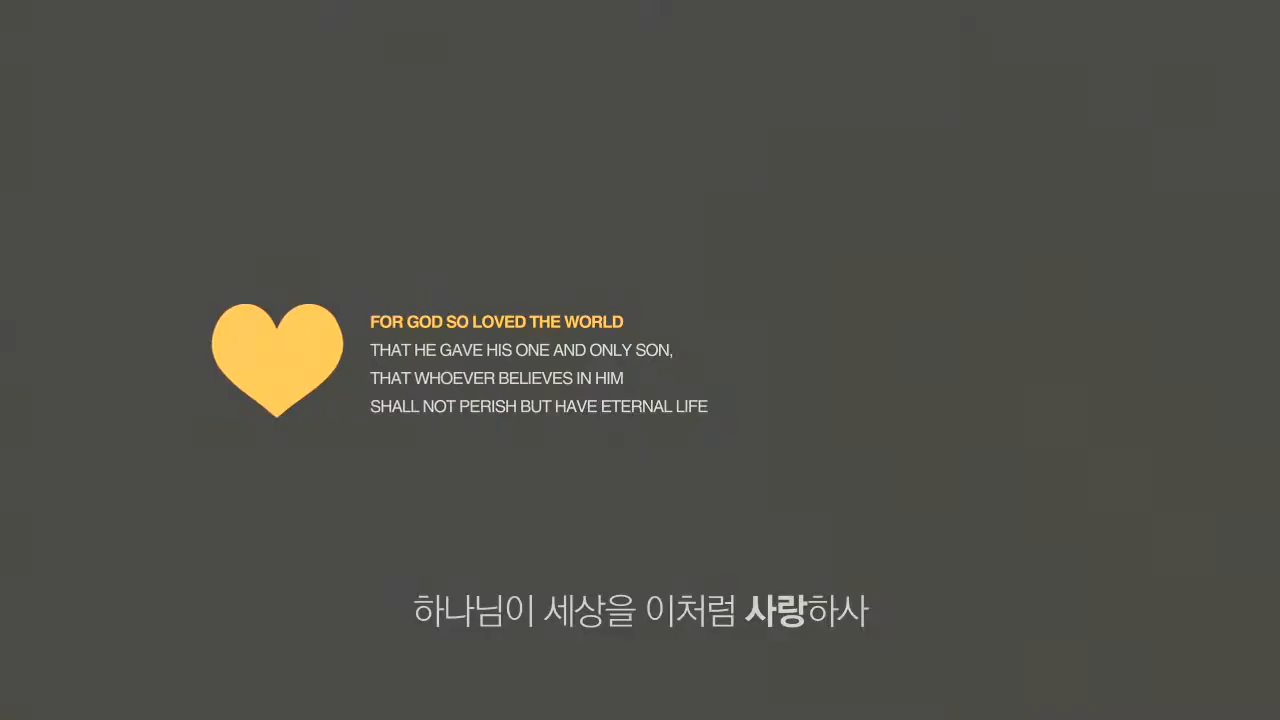 FOR GOD SO LOVED THE WORLD
THAT HE GAVE HIS ONE AND ONLY SON,
THAT WHOEVER BELIEVES IN HIM
SHALL NOT PERISH BUT HAVE ETERNAL LIFE
하나님이 세상을 이처럼 사랑하사